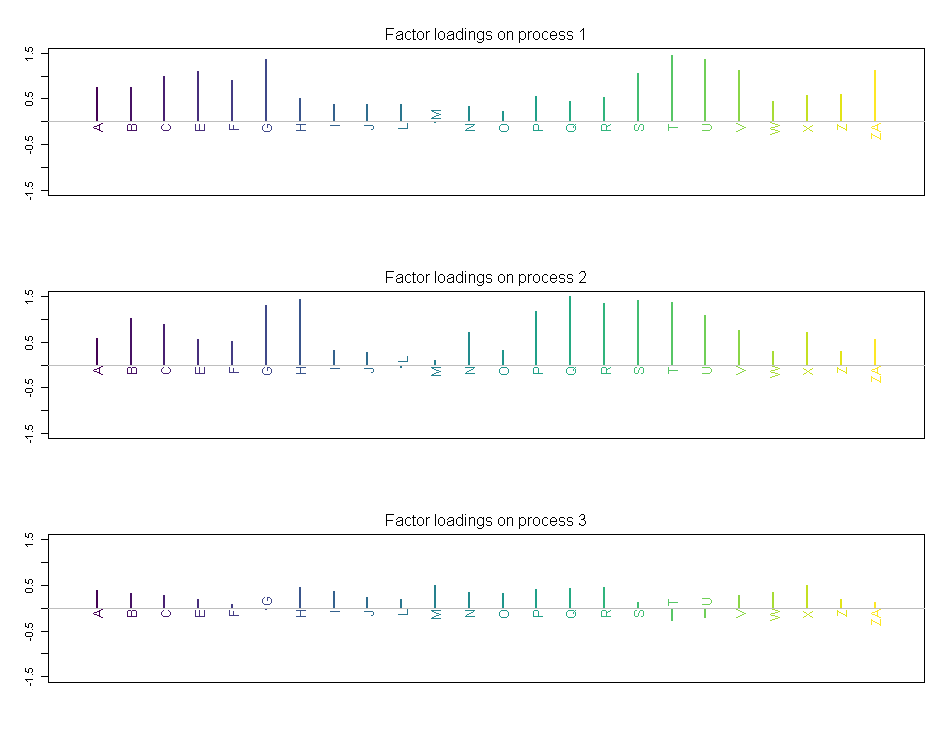 Factor loadings on process 1
1.5
0.5
-0.5
-1.5
A B C E F G H I J L M N O P Q R S T U V W X Z ZA
Factor loadings on process 2
1.5
0.5
-0.5
-1.5
A B C E F G H I J L M N O P Q R S T U V W X Z ZA
Factor loadings on process 3
1.5
0.5
-0.5
-1.5
A B C E F G H I J L M N O P Q R S T U V W X Z ZA